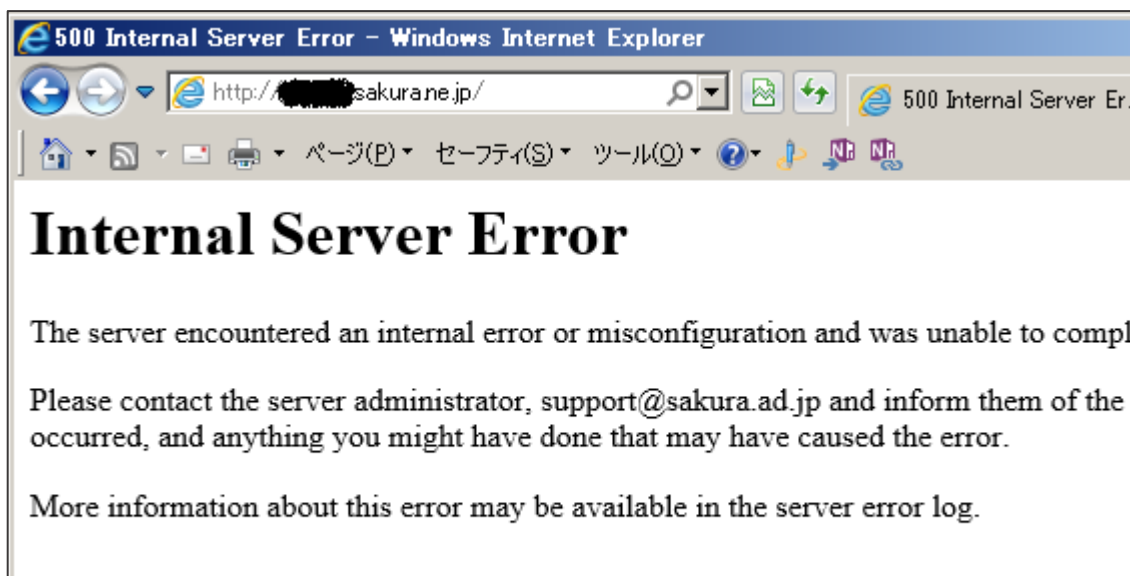 500 Internal Server Error - Windows Internet Explorer
http:// sakura.ne.jp/
500 Internal Server Er.
ページ(P) セーフティ(S) ツール(O)
Internal Server Error
The server encountered an internal error or misconfiguration and was unable to compl
Please contact the server administrator, support@sakura.ad.jp and inform them of the
occurred, and anything you might have done that may have caused the error.
More information about this error may be available in the server error log.